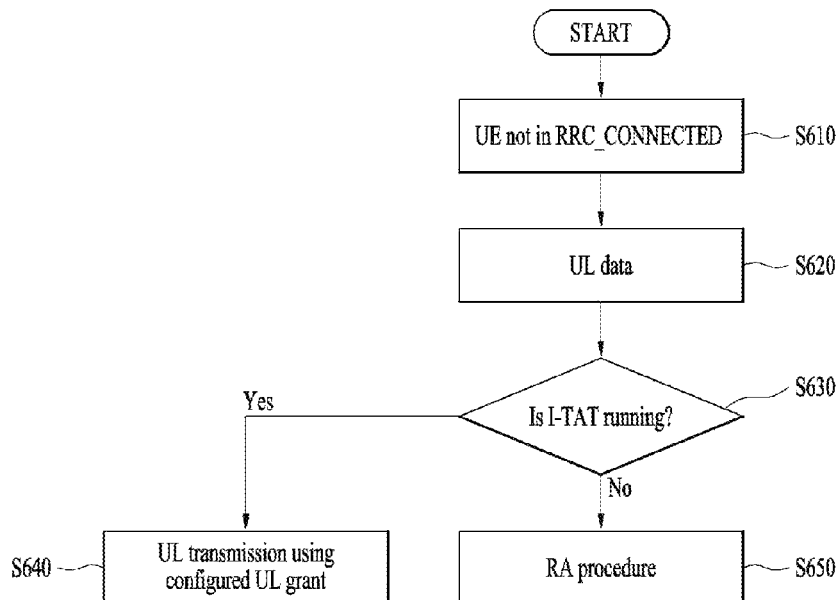 START
UE not in RRC_CONNECTED
S610
UL data
S620
Is I-TAT running?
S630
Yes
No
S640
UL transmission using
configured UL grant
RA procedure
S650